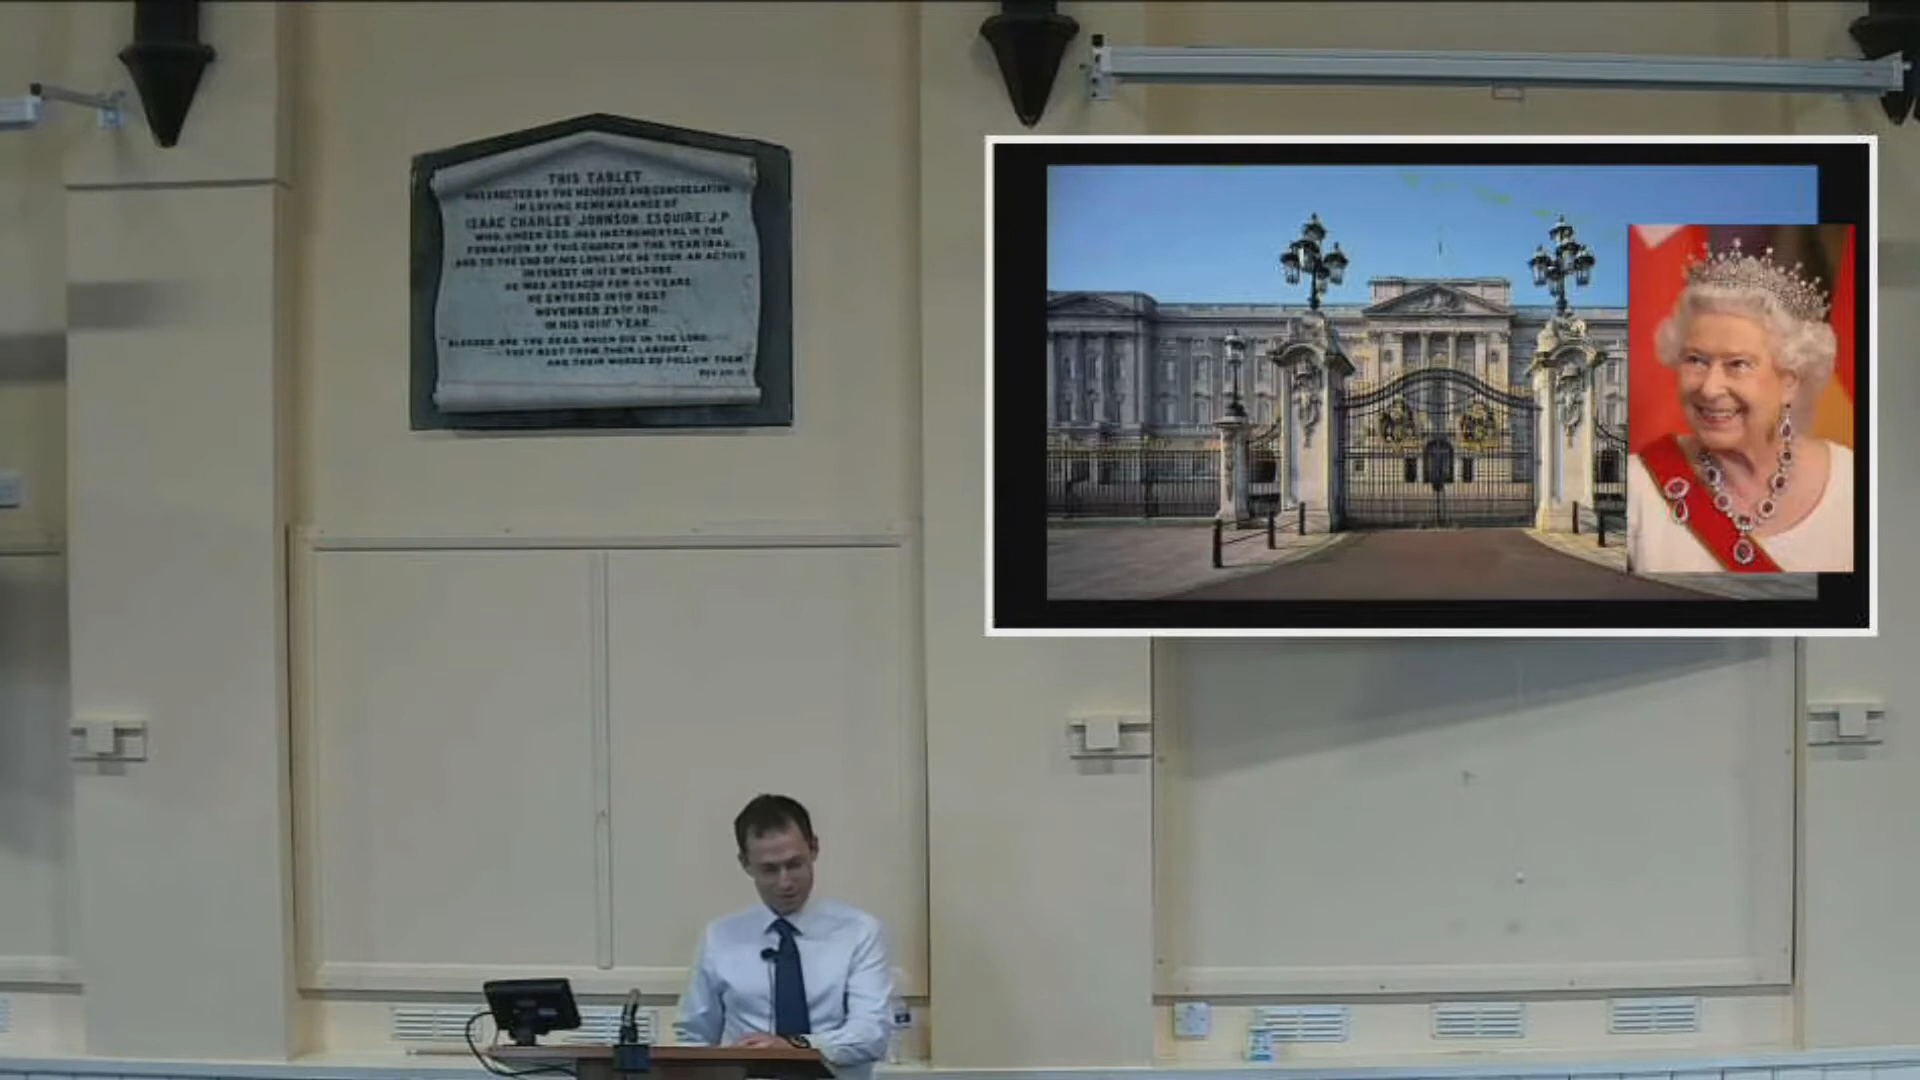 THIS TABLET
WAS ERECTED BY THE MEMBERS AND CONGREGATION
IN LOVING REMEMBRANCE OF
ISAAC CHARLES JOHNSON, ESQUIRE, J.P.
WHO, UNDER GOD, WAS INSTRUMENTAL IN THE
FORMATION OF THIS CHURCH IN THE YEAR
AND TO THE END OF HIS LONG LIFE HE TOOK AN ACTIVE
INTEREST IN ITS WELFARE.
HE WAS A DEACON FOR YEARS
HE ENTERED INTO REST
NOVEMBER
IN HIS 101ST YEAR.
"BLESSED ARE THE DEAD WHICH DIE IN THE LORD,
THEY REST FROM THEIR LABOURS,
AND THEIR WORKS DO FOLLOW THEM"
REV